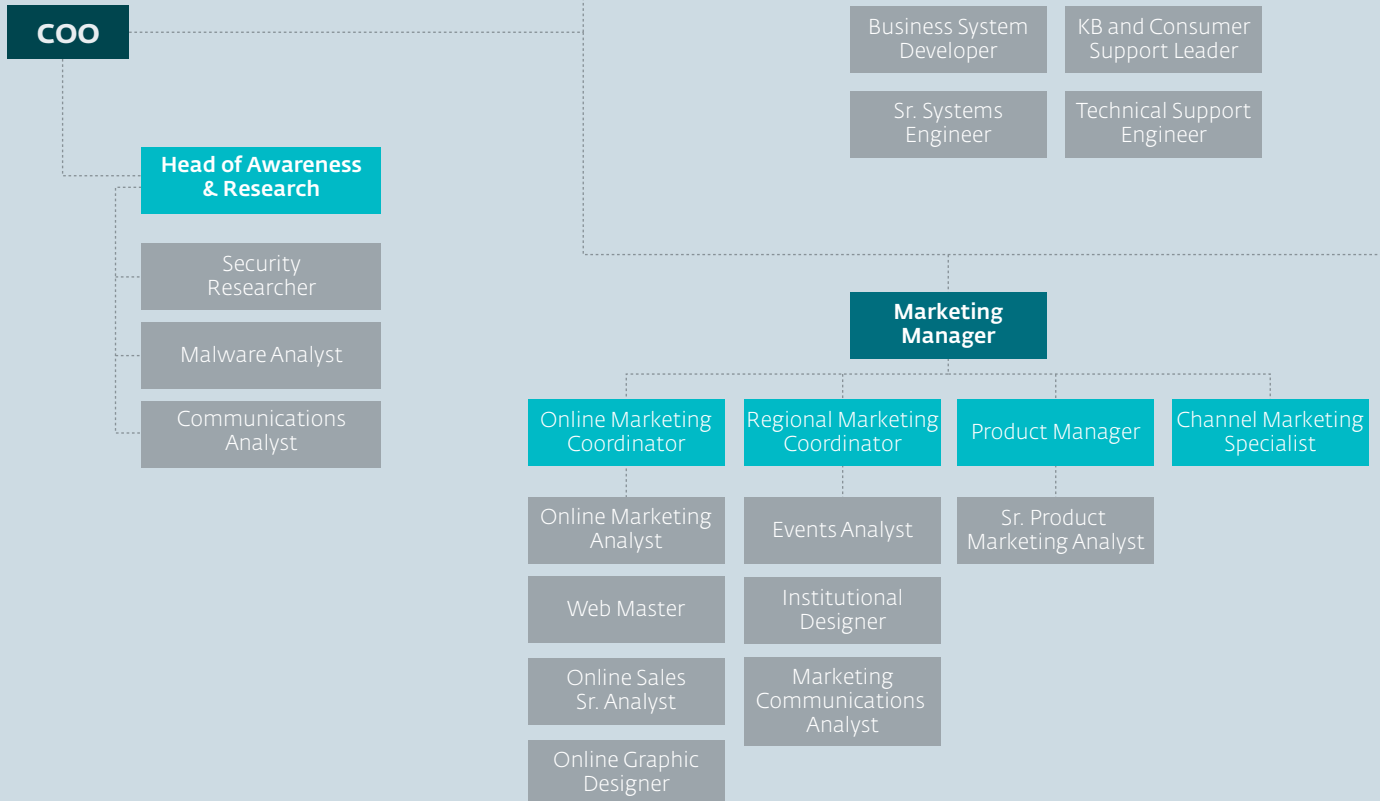 COO
Business System
Developer
KB and Consumer
Support Leader
Sr. Systems
Engineer
Technical Support
Engineer
Head of Awareness
& Research
Security
Researcher
Malware Analyst
Communications
Analyst
Marketing
Manager
Online Marketing
Coordinator
Regional Marketing
Coordinator
Product Manager
Channel Marketing
Specialist
Online Marketing
Analyst
Events Analyst
Sr. Product
Marketing Analyst
Web Master
Institutional
Designer
Online Sales
Sr. Analyst
Marketing
Communications
Analyst
Online Graphic
Designer